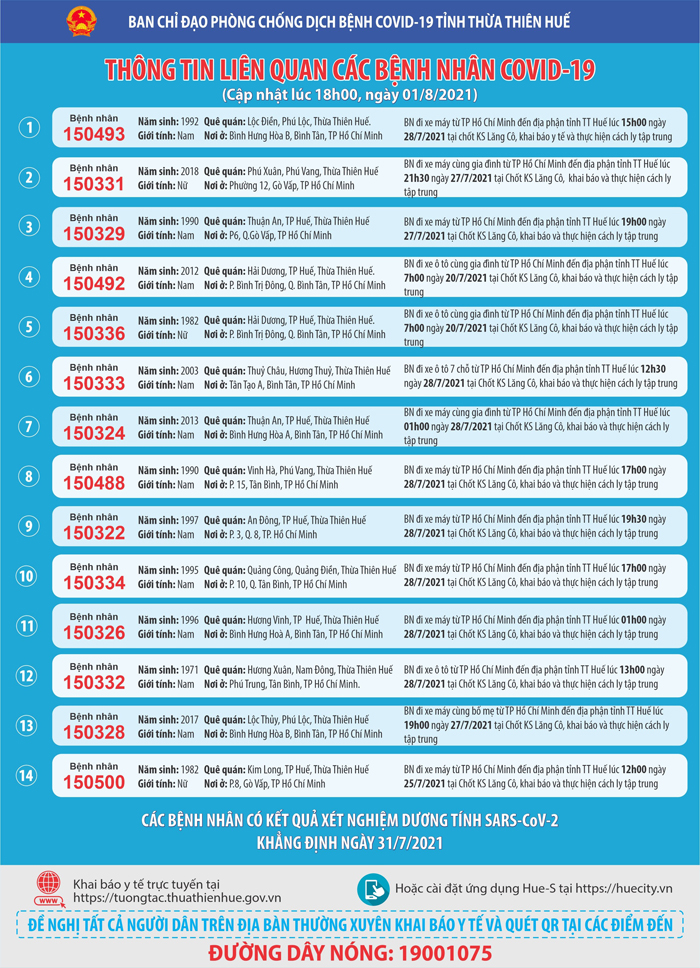 BAN CHỈ ĐẠO PHÒNG CHỐNG DỊCH BỆNH COVID-19 TỈNH THỪA THIÊN HUẾ
THÔNG TIN LIÊN QUAN CÁC BỆNH NHÂN COVID-19
(Cập nhật lúc 18h00, ngày 01/8/2021)
1
Bệnh nhân
150493
Năm sinh: 1992 Quê quán: Lộc Điền, Phú Lộc, Thừa Thiên Huế.
Giới tính: Nam Nơi ở: Bình Hưng Hòa B, Bình Tân, TP Hồ Chí Minh
BN đi xe máy từ TP Hồ Chí Minh đến địa phận tỉnh TT Huế lúc 15h00 ngày
28/7/2021 tại chốt KS Lăng Cô, khai báo y tế và thực hiện cách ly tập trung
2
Bệnh nhân
150331
Năm sinh: 2018 Quê quán: Phú Xuân, Phú Vang, Thừa Thiên Huế
Giới tính: Nữ Nơi ở: Phường 12, Gò Vấp, TP Hồ Chí Minh
BN đi xe máy cùng gia đình từ TP Hồ Chí Minh đến địa phận tỉnh TT Huế lúc
21h30 ngày 27/7/2021 tại Chốt KS Lăng Cô, khai báo và thực hiện cách ly
tập trung
3
Bệnh nhân
150329
Năm sinh: 1990 Quê quán: Thuận An, TP Huế, Thừa Thiên Huế
Giới tính: Nam Nơi ở: P6, Q.Gò Vấp, TP Hồ Chí Minh
BN đi xe máy từ TP Hồ Chí Minh đến địa phận tỉnh TT Huế lúc 19h00 ngày
27/7/2021 tại Chốt KS Lăng Cô, khai báo và thực hiện cách ly tập trung
4
Bệnh nhân
150492
Năm sinh: 2012 Quê quán: Hải Dương, TP Huế, Thừa Thiên Huế.
Giới tính: Nam Nơi ở: P. Bình Trị Đông, Q. Bình Tân, TP Hồ Chí Minh
BN đi xe ô tô cùng gia đình từ TP Hồ Chí Minh đến địa phận tỉnh TT Huế lúc
7h00 ngày 20/7/2021 tại Chốt KS Lăng Cô, khai báo và thực hiện cách ly tập
trung
5
Bệnh nhân
150336
Năm sinh: 1982 Quê quán: Hải Dương, TP Huế, Thừa Thiên Huế.
Giới tính: Nữ Nơi ở: P. Bình Trị Đông, Q. Bình Tân, TP Hồ Chí Minh
BN đi xe ô tô cùng gia đình từ TP Hồ Chí Minh đến địa phận tỉnh TT Huế lúc
7h00 ngày 20/7/2021 tại Chốt KS Lăng Cô, khai báo và thực hiện cách ly tập
trung
6
Bệnh nhân
150333
Năm sinh: 2003 Quê quán: Thuỷ Châu, Hương Thuỷ, Thừa Thiên Huế
Giới tính: Nam Nơi ở: Tân Tạo A, Bình Tân, TP Hồ Chí Minh
BN đi xe ô tô 7 chỗ từ TP Hồ Chí Minh đến địa phận tỉnh TT Huế lúc 12h30
ngày 28/7/2021 tại Chốt KS Lăng Cô, khai báo và thực hiện cách ly tập trung
7
Bệnh nhân
150324
Năm sinh: 2013 Quê quán: Thuận An, TP Huế, Thừa Thiên Huế
Giới tính: Nam Nơi ở: Bình Hưng Hòa A, Bình Tân, TP Hồ Chí Minh
BN đi xe máy cùng gia đình từ TP Hồ Chí Minh đến địa phận tỉnh TT Huế lúc
01h00 ngày 28/7/2021 tại Chốt KS Lăng Cô, khai báo và thực hiện cách ly
tập trung
8
Bệnh nhân
150488
Năm sinh: 1990 Quê quán: Vinh Hà, Phú Vang, Thừa Thiên Huế
Giới tính: Nam Nơi ở: P. 15, Tân Bình, TP Hồ Chí Minh
BN đi xe máy từ TP Hồ Chí Minh đến địa phận tỉnh TT Huế lúc 17h00 ngày
28/7/2021 tại Chốt KS Lăng Cô, khai báo và thực hiện cách ly tập trung
9
Bệnh nhân
150322
Năm sinh: 1997 Quê quán: An Đông, TP Huế, Thừa Thiên Huế
Giới tính: Nam Nơi ở: P. 3, Q. 8, TP. Hồ Chí Minh
BN đi xe máy từ TP Hồ Chí Minh đến địa phận tỉnh TT Huế lúc 19h30 ngày
28/7/2021 tại Chốt KS Lăng Cô, khai báo và thực hiện cách ly tập trung
10
Bệnh nhân
150334
Năm sinh: 1995 Quê quán: Quảng Công, Quảng Điền, Thừa Thiên Huế
Giới tính: Nam Nơi ở: P. 10, Q. Tân Bình, TP Hồ Chí Minh
BN đi xe máy từ TP Hồ Chí Minh đến địa phận tỉnh TT Huế lúc 17h00 ngày
28/7/2021 tại Chốt KS Lăng Cô, khai báo và thực hiện cách ly tập trung
11
Bệnh nhân
150326
Năm sinh: 1996 Quê quán: Hương Vinh, TP Huế, Thừa Thiên Huế
Giới tính: Nam Nơi ở: Bình Hưng Hoà A, Bình Tân, TP Hồ Chí Minh
BN đi xe máy từ TP Hồ Chí Minh đến địa phận tỉnh TT Huế lúc 01h00 ngày
28/7/2021 tại Chốt KS Lăng Cô, khai báo và thực hiện cách ly tập trung
12
Bệnh nhân
150332
Năm sinh: 1971 Quê quán: Hương Xuân, Nam Đông, Thừa Thiên Huế
Giới tính: Nam Nơi ở: Phú Trung, Tân Bình, TP Hồ Chí Minh.
BN đi xe ô tô từ TP Hồ Chí Minh đến địa phận tỉnh TT Huế lúc 13h00 ngày
28/7/2021 tại Chốt KS Lăng Cô, khai báo và thực hiện cách ly tập trung
13
Bệnh nhân
150328
Năm sinh: 2017 Quê quán: Lộc Thủy, Phú Lộc, Thừa Thiên Huế
Giới tính: Nam Nơi ở: Bình Hưng Hòa B, Bình Tân, TP Hồ Chí Minh
BN đi xe máy cùng bố mẹ từ TP Hồ Chí Minh đến địa phận tỉnh TT Huế lúc
19h00 ngày 27/7/2021 tại Chốt KS Lăng Cô, khai báo và thực hiện cách ly
tập trung
14
Bệnh nhân
150500
Năm sinh: 1982 Quê quán: Kim Long, TP Huế, Thừa Thiên Huế
Giới tính: Nữ Nơi ở: P.8, Gò Vấp, TP Hồ Chí Minh
BN đi xe máy từ TP Hồ Chí Minh đến địa phận tỉnh TT Huế lúc 12h00 ngày
25/7/2021 tại Chốt KS Lăng Cô, khai báo và thực hiện cách ly tập trung
CÁC BỆNH NHÂN CÓ KẾT QUẢ XÉT NGHIỆM DƯƠNG TÍNH SARS-CoV-2
KHẲNG ĐỊNH NGÀY 31/7/2021
WWW
Khai báo y tế trực tuyến tại
https://tuongtac.thuathienhue.gov.vn
Hoặc cài đặt ứng dụng Hue-S tại https://huecity.vn
ĐỀ NGHỊ TẤT CẢ NGƯỜI DÂN TRÊN ĐỊA BÀN THƯỜNG XUYÊN KHAI BÁO Y TẾ VÀ QUÉT QR TẠI CÁC ĐIỂM ĐẾN
ĐƯỜNG DÂY NÓNG: 19001075